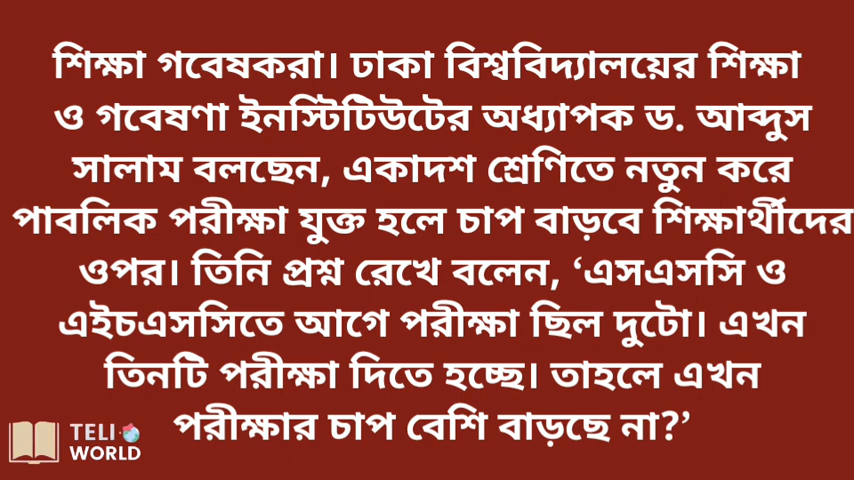 শিক্ষা গবেষকরা। ঢাকা বিশ্ববিদ্যালয়ের শিক্ষা
ও গবেষণা ইনস্টিটিউটের অধ্যাপক ড. আব্দুস
সালাম বলছেন, একাদশ শ্রেণিতে নতুন করে
পাবলিক পরীক্ষা যুক্ত হলে চাপ বাড়বে শিক্ষার্থীদের
ওপর। তিনি প্রশ্ন রেখে বলেন, ‘এসএসসি ও
এইচএসসিতে আগে পরীক্ষা ছিল দুটো। এখন
তিনটি পরীক্ষা দিতে হচ্ছে। তাহলে এখন
পরীক্ষার চাপ বেশি বাড়ছে না?’
TELI
WORLD